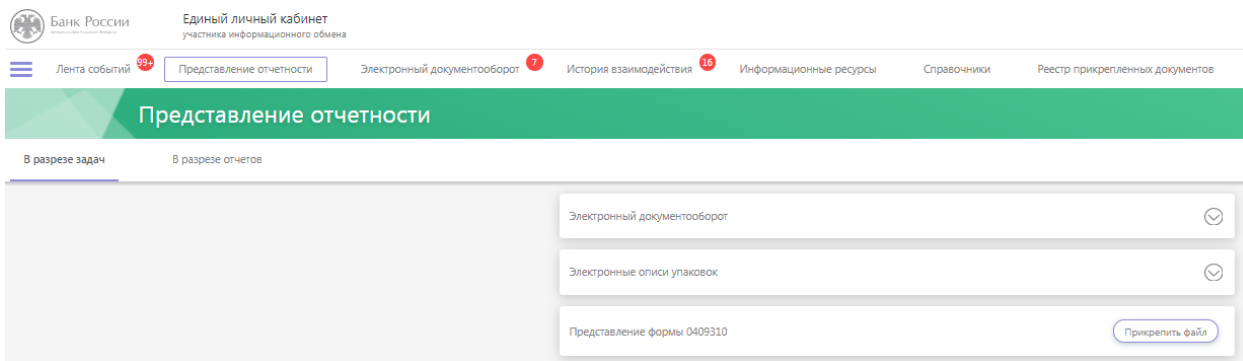 Банк России
Единый личный кабинет
участника информационного обмена
Лента событий 99+
Представление отчетности
Электронный документооборот 7
История взаимодействия 16
Информационные ресурсы
Справочники
Реестр прикрепленных документов
Представление отчетности
В разрезе задач
В разрезе отчетов
Электронный документооборот
Электронные описи упаковок
Представление формы 0409310
Прикрепить файл